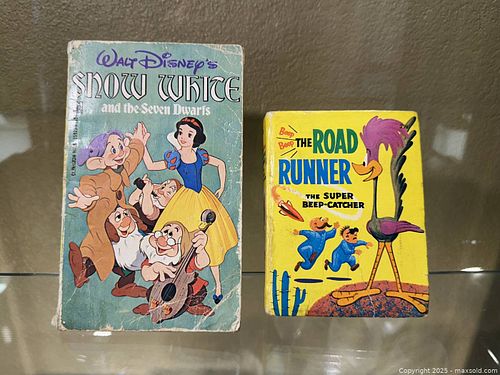 Walt Disney's
SNOW WHITE
and the Seven Dwarfs
Beep
Beep
THE ROAD
RUNNER
THE SUPER
BEEP-CATCHER
Copyright 2025 - maxsold.com